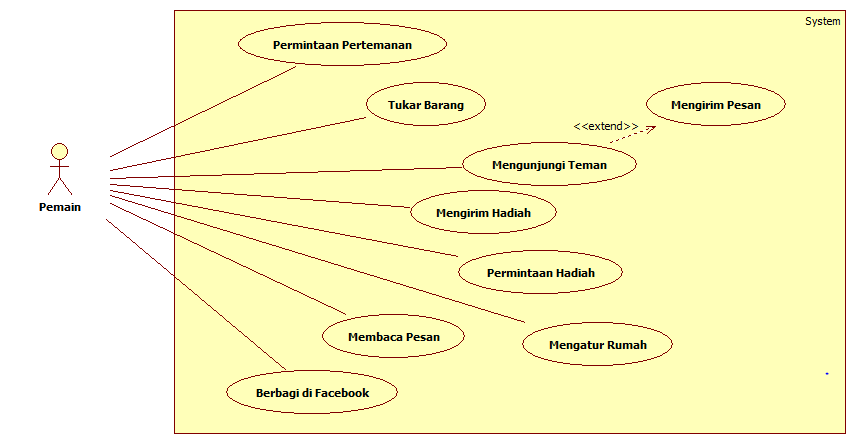 System
Permintaan Pertemanan
Tukar Barang
Mengirim Pesan
<<extend>>
Mengunjungi Teman
Pemain
Mengirim Hadiah
Permintaan Hadiah
Membaca Pesan
Mengatur Rumah
Berbagi di Facebook